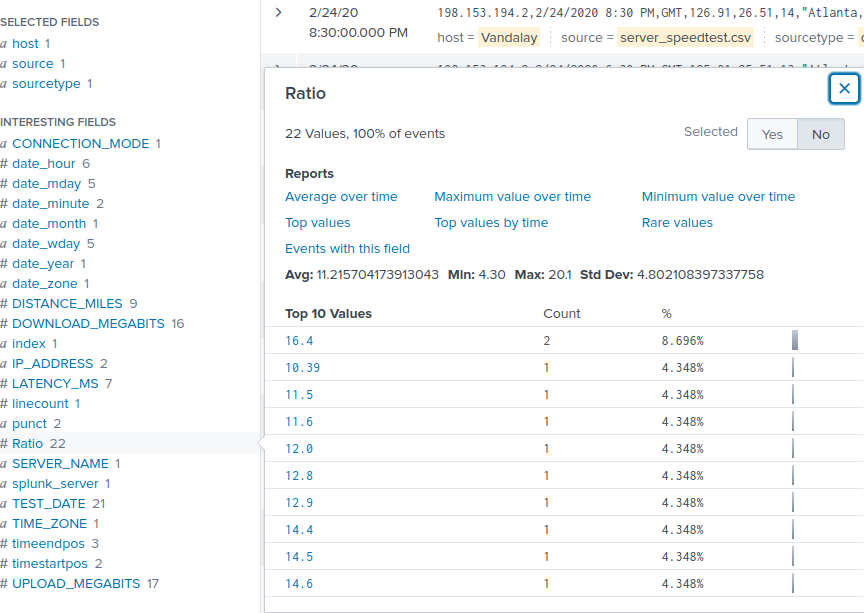 SELECTED FIELDS
a host 1
a source 1
a sourcetype 1
INTERESTING FIELDS
a CONNECTION_MODE 1
# date_hour 6
# date_mday 5
# date_minute 2
a date_month 1
a date_wday 5
# date_year 1
a date_zone 1
# DISTANCE_MILES 9
# DOWNLOAD_MEGABITS 16
a index 1
a IP_ADDRESS 2
# LATENCY_MS 7
# linecount 1
a punct 2
# Ratio 22
a SERVER_NAME 1
a splunk_server 1
a TEST_DATE 21
a TIME_ZONE 1
# timeendpos 3
# timestartpos 2
# UPLOAD_MEGABITS 17
2/24/20
8:30:00.000 PM
198.153.194.2,2/24/2020 8:30 PM,GMT,126.91,26.51,14,"Atlanta,
host = Vandalay source = server_speedtest.csv sourcetype =
Ratio
22 Values, 100% of events
Selected Yes No
Reports
Average over time Maximum value over time Minimum value over time
Top values Top values by time Rare values
Events with this field
Avg: 11.215704173913043 Min: 4.30 Max: 20.1 Std Dev: 4.802108397337758
Top 10 Values Count %
16.4 2 8.696%
10.39 1 4.348%
11.5 1 4.348%
11.6 1 4.348%
12.0 1 4.348%
12.8 1 4.348%
12.9 1 4.348%
14.4 1 4.348%
14.5 1 4.348%
14.6 1 4.348%